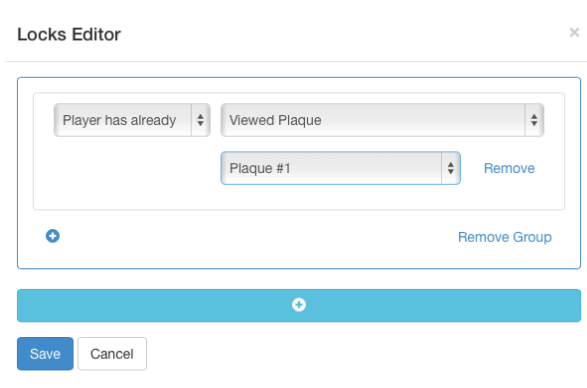 Locks Editor
×
Player has already
Viewed Plaque
Plaque #1
Remove
Remove Group
Save
Cancel